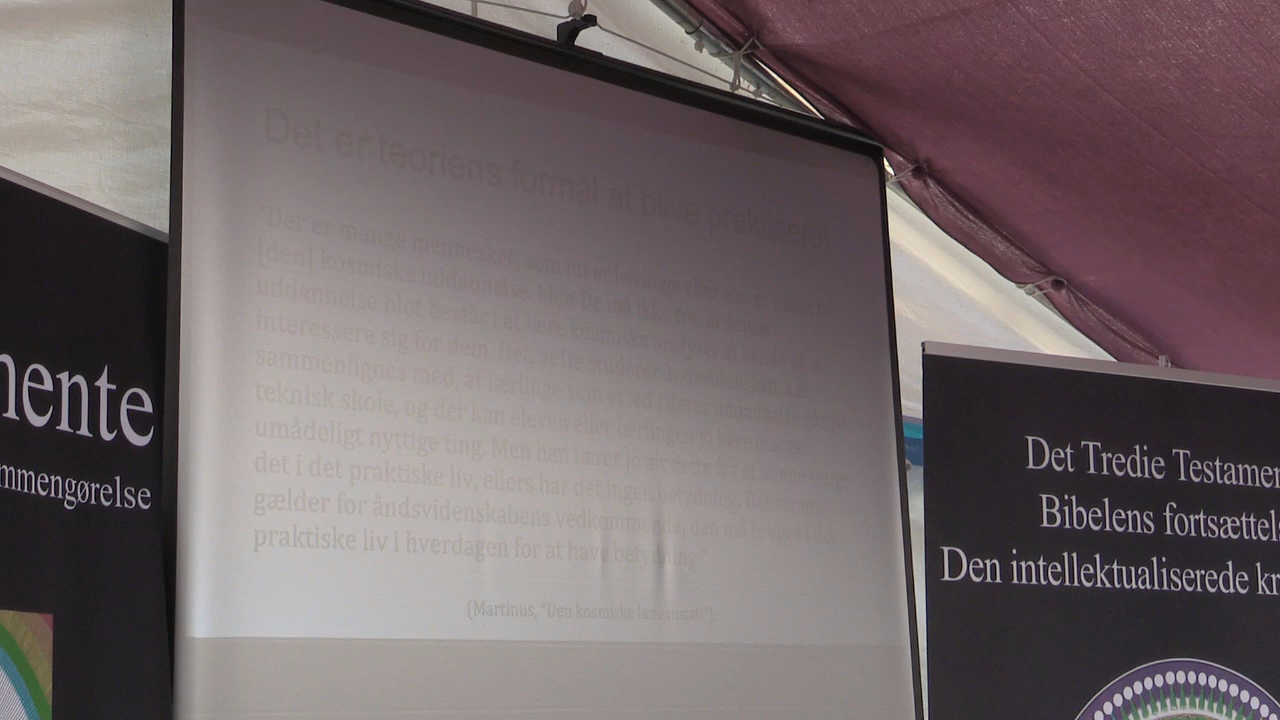 nente
mmengørelse
Det er teoriens formål at blive praktiseret
"Der er mange mennesker, som nu er lærlinge eller
[den] kosmiske uddannelse. Men De må ikke tro, at denne
uddannelse blot består i at lære kosmiske analyser at kende og
interessere sig for dem. Det, at De studerer åndsvidenskab, kan
sammenlignes med, at lærlinge som et led i deres uddannelse går på
teknisk skole, og der kan eleven eller lærlingen jo lære mange
umådeligt nyttige ting. Men han lærer jo alt dette for at kunne bruge
det i det praktiske liv, ellers har det ingen betydning. Det samme
gælder for åndsvidenskabens vedkommende, den må bruges i det
praktiske liv i hverdagen for at have betydning."
(Martinus, "Den kosmiske læreanstalt")
Det Tredie Testamen
Bibelens fortsættels
Den intellektualiserede kr